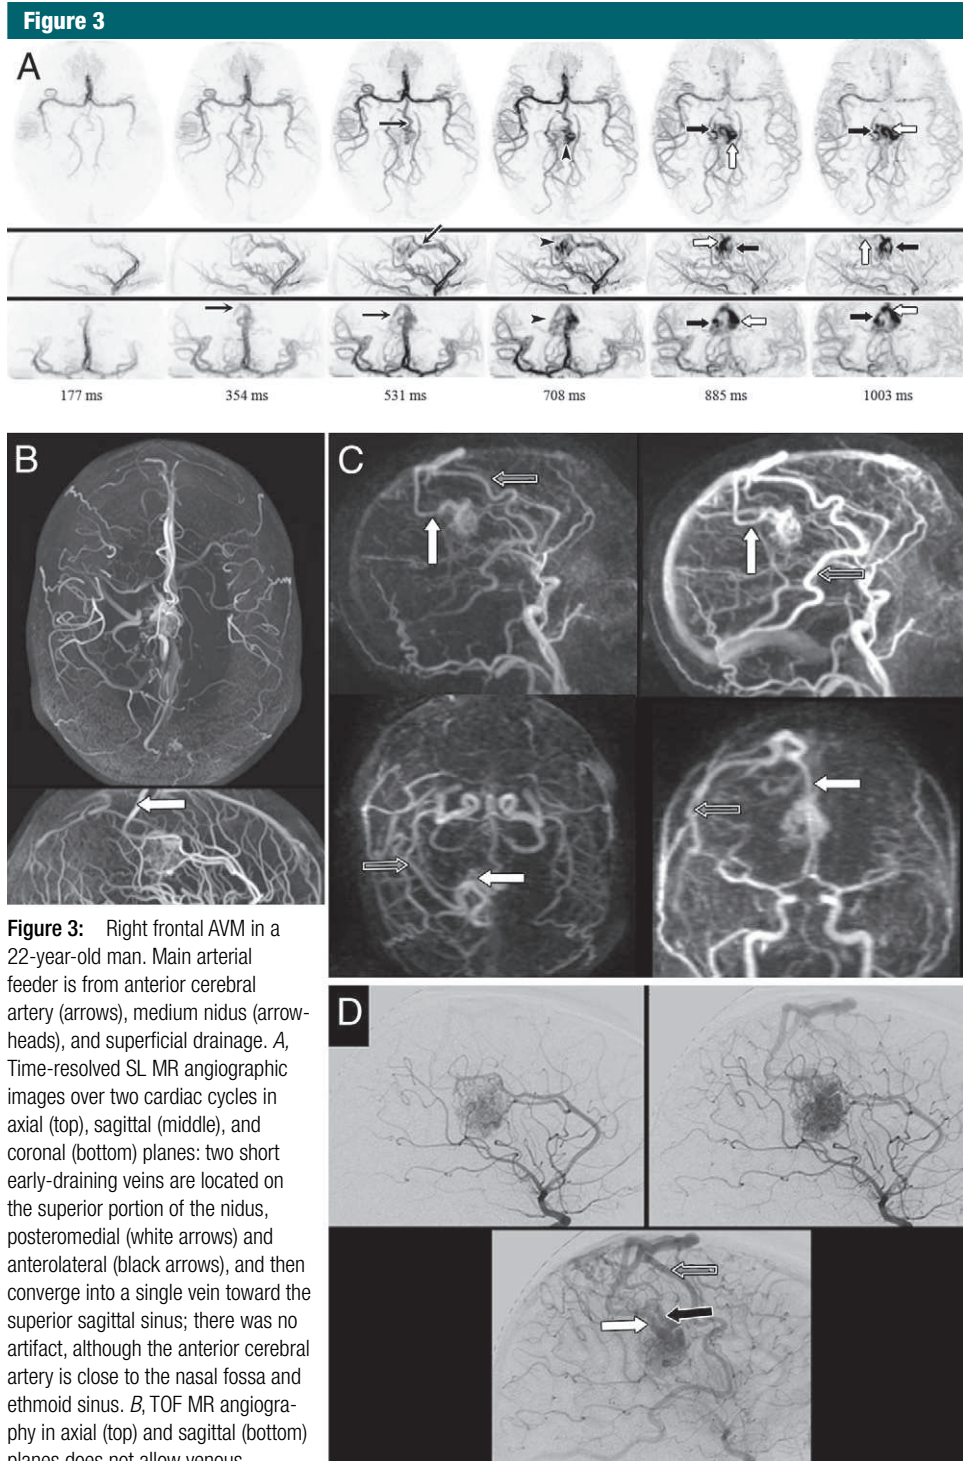 Figure 3
A
177 ms
354 ms
531 ms
708 ms
885 ms
1003 ms
B
C
Figure 3: Right frontal AVM in a
22-year-old man. Main arterial
feeder is from anterior cerebral
artery (arrows), medium nidus (arrow-
heads), and superficial drainage. A,
Time-resolved SL MR angiographic
images over two cardiac cycles in
axial (top), sagittal (middle), and
coronal (bottom) planes: two short
early-draining veins are located on
the superior portion of the nidus,
posteromedial (white arrows) and
anterolateral (black arrows), and then
converge into a single vein toward the
superior sagittal sinus; there was no
artifact, although the anterior cerebral
artery is close to the nasal fossa and
ethmoid sinus. B, TOF MR angiogra-
phy in axial (top) and sagittal (bottom)
planes does not allow venous
D